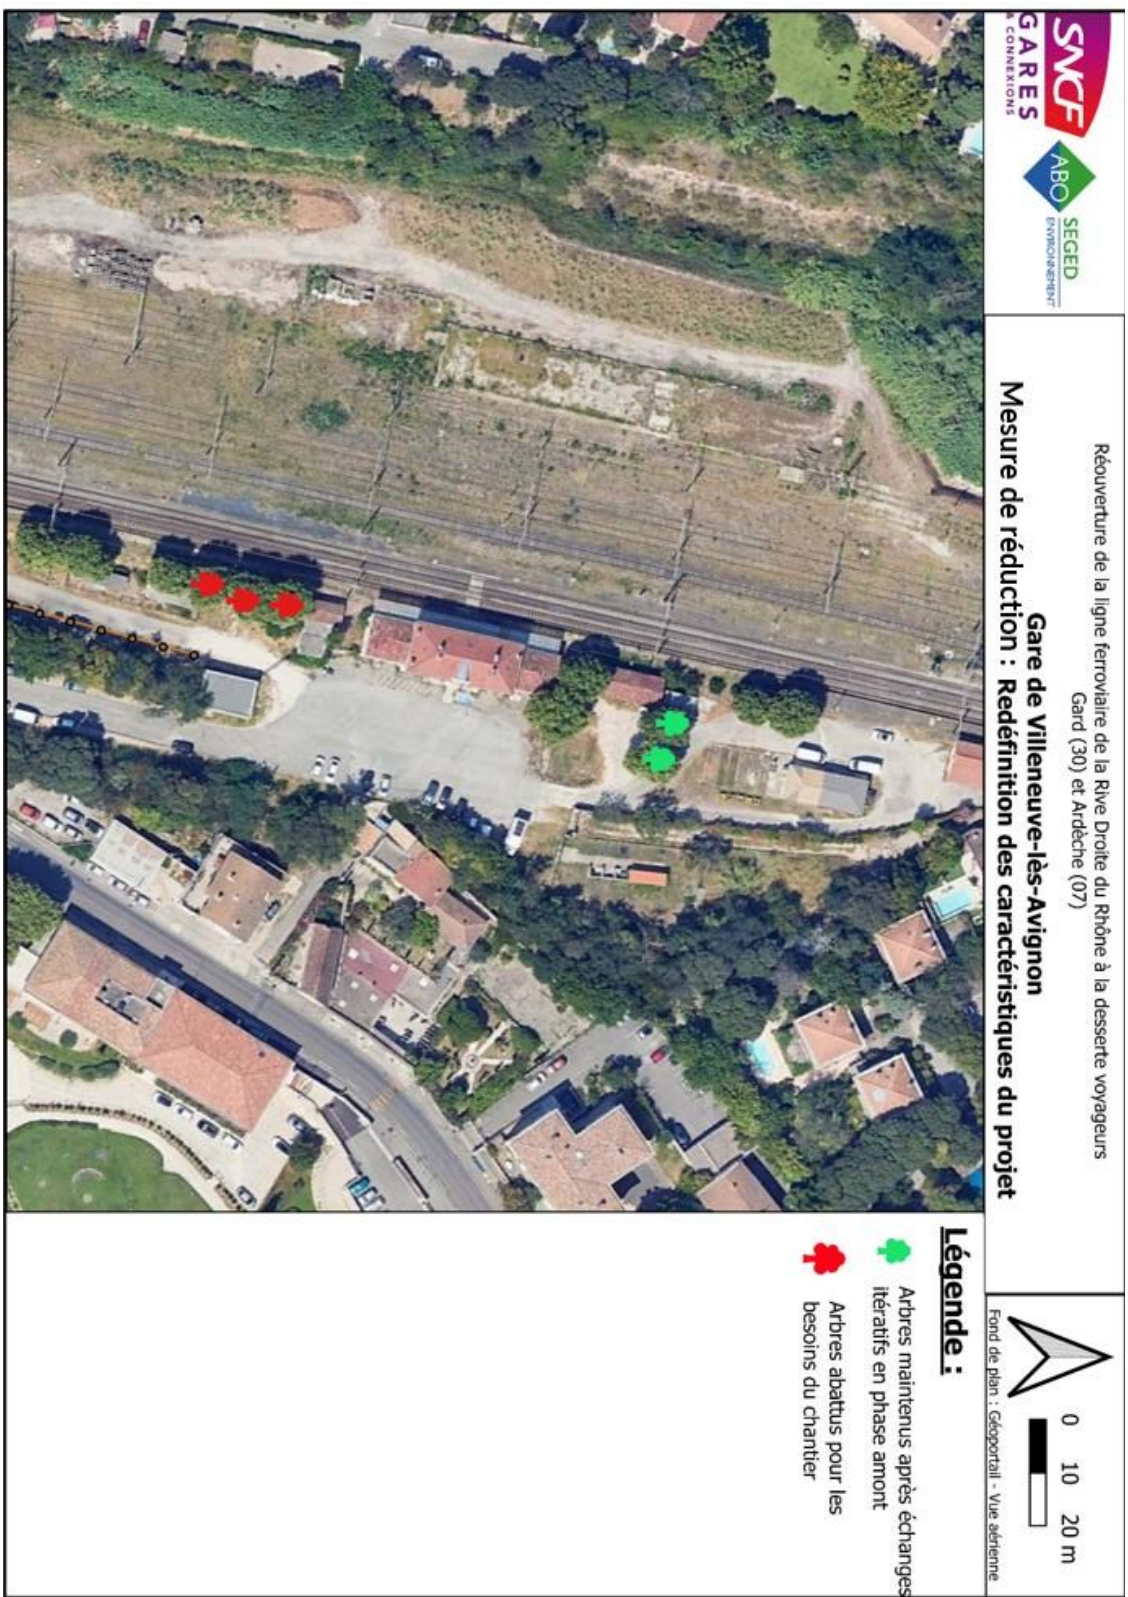 SNCF
GARES
& CONNEXIONS
ABO
SEGED
ENVIRONNEMENT
Réouverture de la ligne ferroviaire de la Rive Droite du Rhône à la desserte voyageurs
Gard (30) et Ardèche (07)
Gare de Villeneuve-lès-Avignon
Mesure de réduction : Redéfinition des caractéristiques du projet
0 10 20 m
Fond de plan : Géoportail - Vue aérienne
Légende :
Arbres maintenus après échanges
itératifs en phase amont
Arbres abattus pour les
besoins du chantier